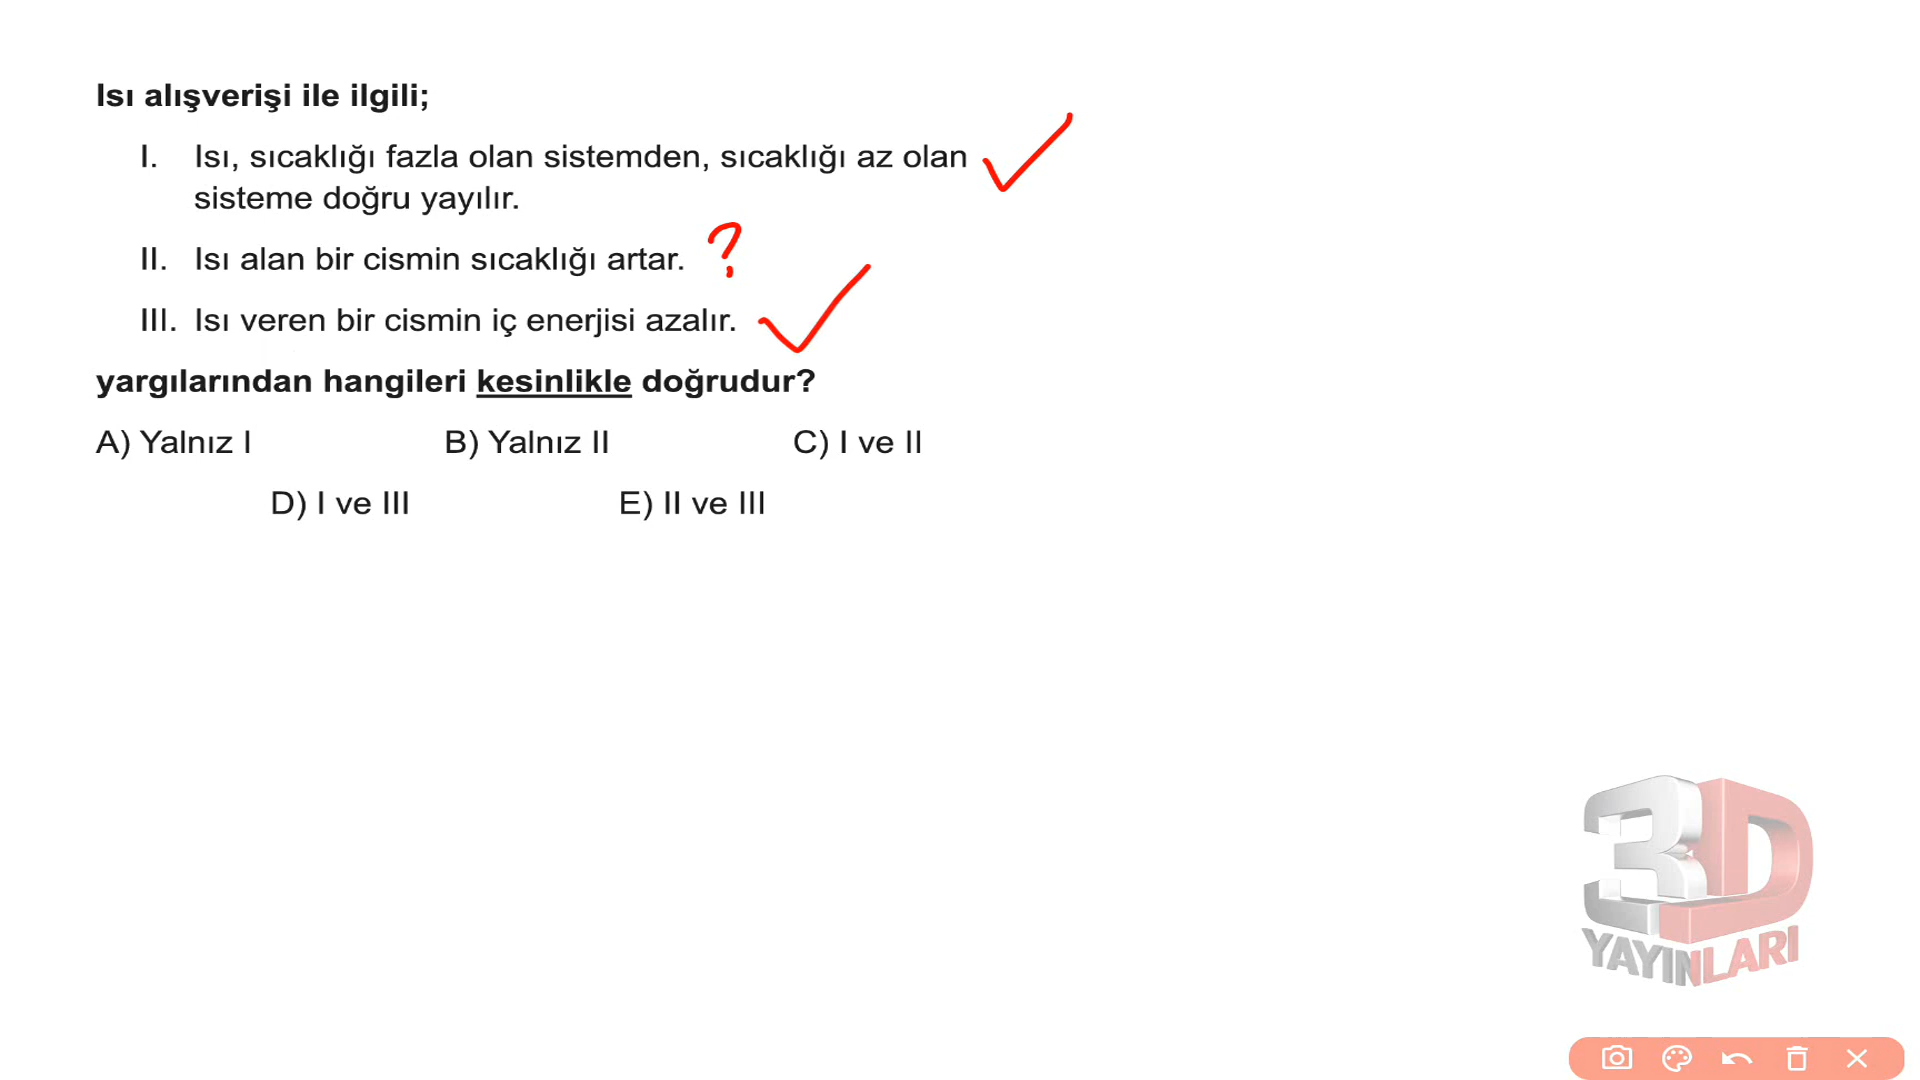 Isı alışverişi ile ilgili;
I. Isı, sıcaklığı fazla olan sistemden, sıcaklığı az olan
sisteme doğru yayılır.
II. Isı alan bir cismin sıcaklığı artar. ?
III. Isı veren bir cismin iç enerjisi azalır.
yargılarından hangileri kesinlikle doğrudur?
A) Yalnız I B) Yalnız II C) I ve II
D) I ve III E) II ve III
3D
YAYINLARI